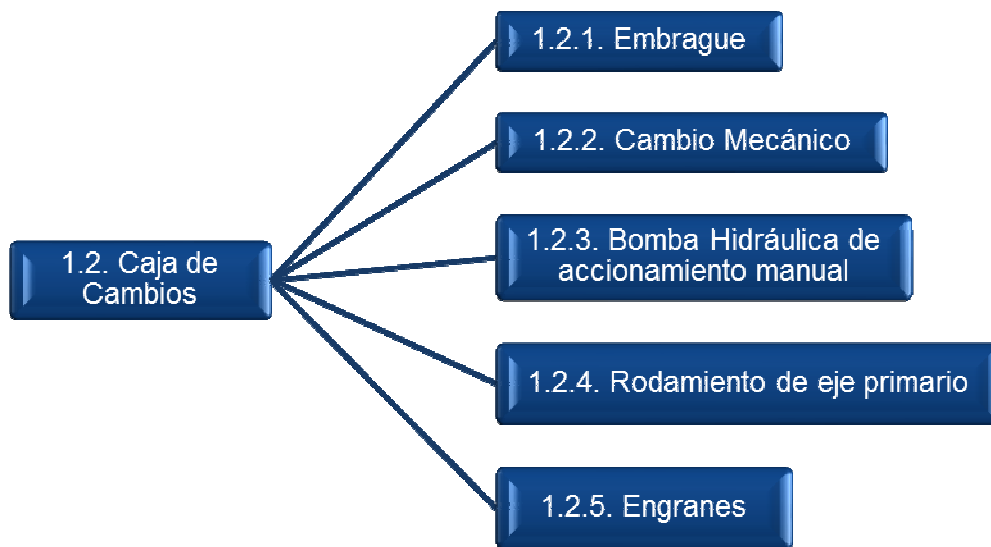 1.2. Caja de
Cambios
1.2.1. Embrague
1.2.2. Cambio Mecánico
1.2.3. Bomba Hidráulica de
accionamiento manual
1.2.4. Rodamiento de eje primario
1.2.5. Engranes